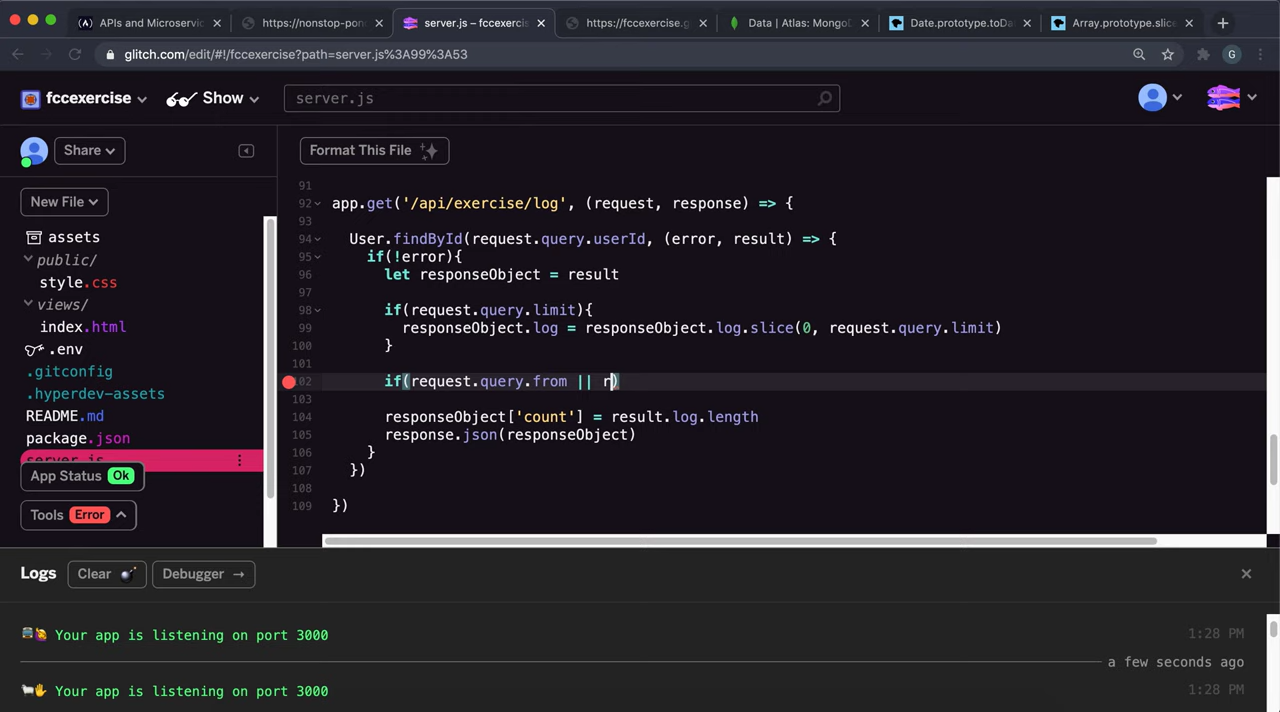 APIs and Microservic
https://nonstop-pon
server.js – fccexercis
https://fccexercise.g
Data | Atlas: MongoD
Date.prototype.toDa
Array.prototype.slice
glitch.com/edit/#!/fccexercise?path=server.js%3A99%3A53
G
fccexercise
Show
server.js
Share
Format This File
New File
assets
public/
style.css
views/
index.html
.env
.gitconfig
.hyperdev-assets
README.md
package.json
server.js
App Status Ok
Tools Error
91
92 app.get('/api/exercise/log', (request, response) => {
93
94 User.findById(request.query.userId, (error, result) => {
95 if(!error){
96 let responseObject = result
97
98 if(request.query.limit){
99 responseObject.log = responseObject.log.slice(0, request.query.limit)
100 }
101
102 if(request.query.from || r)
103
104 responseObject['count'] = result.log.length
105 response.json(responseObject)
106 }
107 })
108
109 })
Logs
Clear
Debugger →
×
Your app is listening on port 3000 1:28 PM
a few seconds ago
Your app is listening on port 3000 1:28 PM